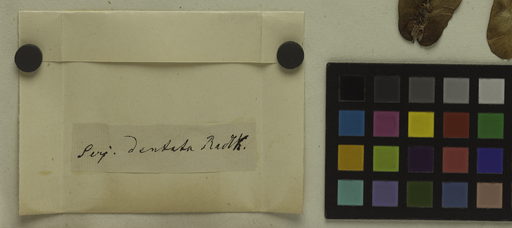 Serj. dentata Radlk.